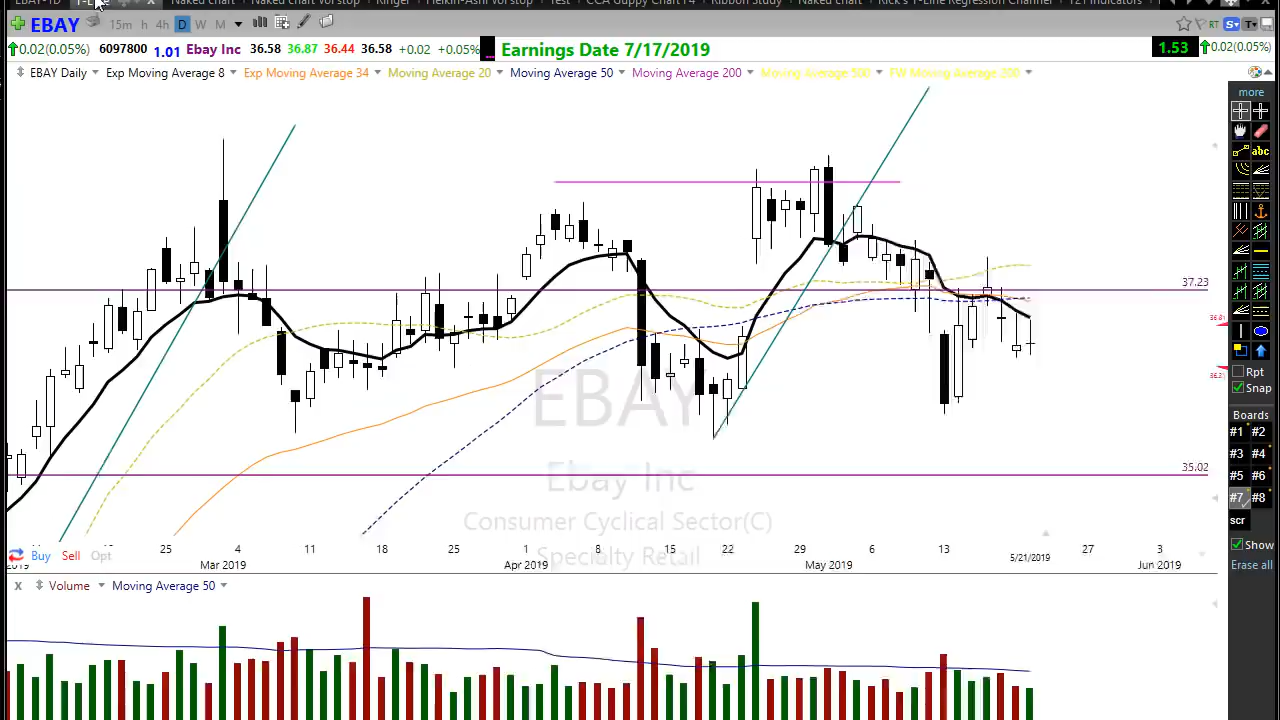 EBAY-1D T-L Naked chart Naked chart Vol stop Ringer Heikin-Ashi Vol stop Test CCA Guppy Chart F4 Ribbon Study Rick's T-Line Regression Channel 121 Indicators
EBAY 15m h 4h D W M RT S T
0.02(0.05%) 6097800 1.01 Ebay Inc 36.58 36.87 36.44 36.58 +0.02 +0.05% Earnings Date 7/17/2019 1.53 0.02(0.05%)
EBAY Daily Exp Moving Average 8 Exp Moving Average 34 Moving Average 20 Moving Average 50 Moving Average 200 Moving Average 500 FW Moving Average 200
more
abc
37.23
Rpt
Snap
EBAY
Boards
#1 #2
#3 #4
35.02
#5 #6
Ebay Inc
#7 #8
Consumer Cyclical Sector(C)
scr
Specialty Retail
Buy Sell Opt
25 4 11 18 25 1 8 15 22 29 6 13 5/21/2019 27 3
Show
2019 Mar 2019 Apr 2019 May 2019 Jun 2019
Erase all
X Volume Moving Average 50